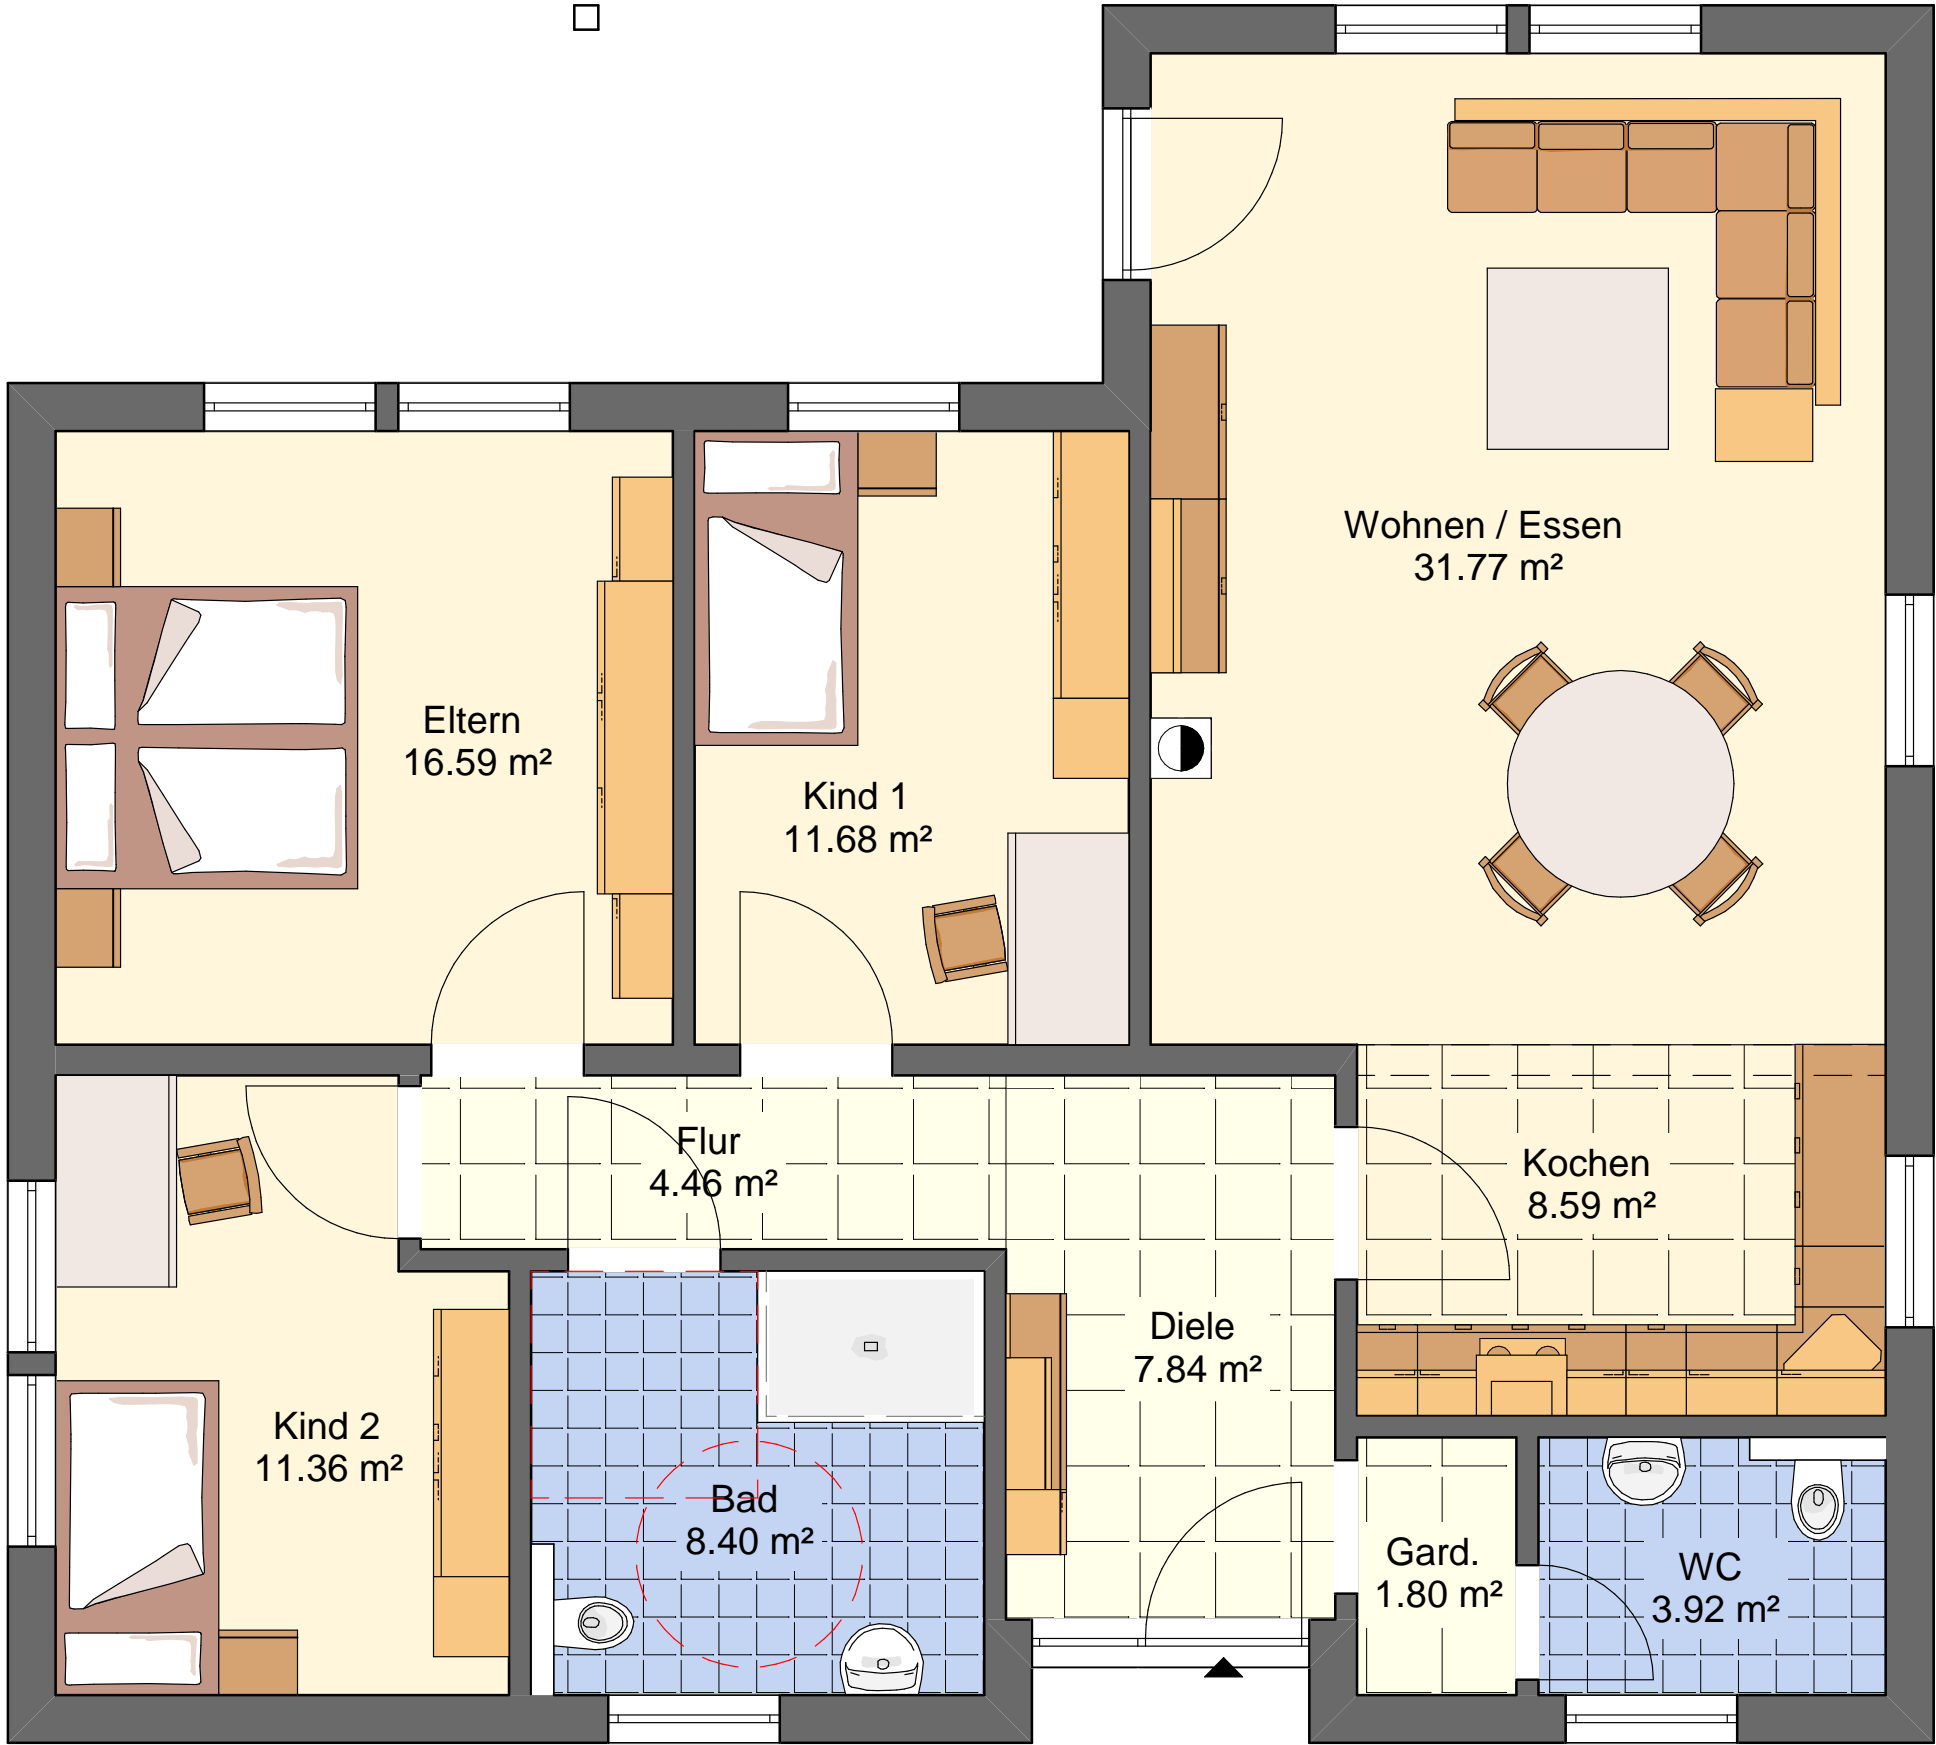 Wohnen / Essen
31.77 m²
Eltern
16.59 m²
Kind 1
11.68 m²
Flur
4.46 m²
Kochen
8.59 m²
Diele
7.84 m²
Kind 2
11.36 m²
Bad
8.40 m²
Gard.
1.80 m²
WC
3.92 m²